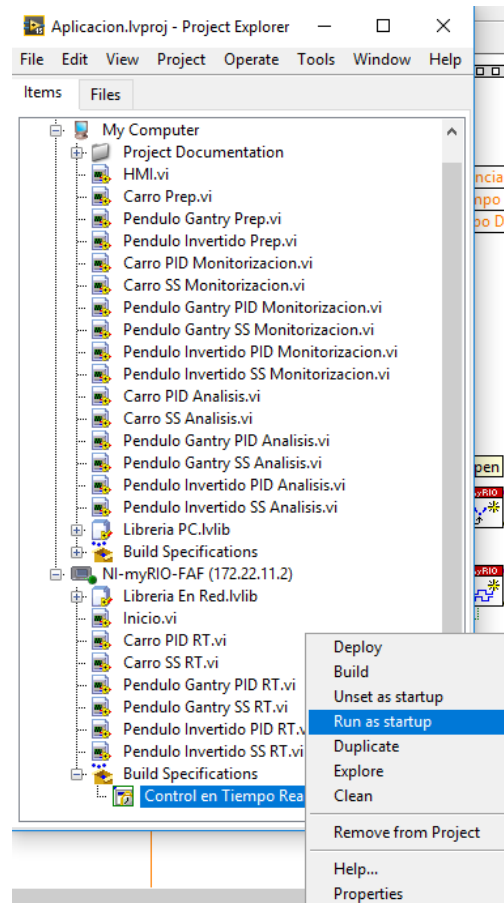 Aplicacion.lvproj - Project Explorer
File Edit View Project Operate Tools Window Help
Items Files
My Computer
Project Documentation
HMI.vi
Carro Prep.vi
Pendulo Gantry Prep.vi
Pendulo Invertido Prep.vi
Carro PID Monitorizacion.vi
Carro SS Monitorizacion.vi
Pendulo Gantry PID Monitorizacion.vi
Pendulo Gantry SS Monitorizacion.vi
Pendulo Invertido PID Monitorizacion.vi
Pendulo Invertido SS Monitorizacion.vi
Carro PID Analisis.vi
Carro SS Analisis.vi
Pendulo Gantry PID Analisis.vi
Pendulo Gantry SS Analisis.vi
Pendulo Invertido PID Analisis.vi
Pendulo Invertido SS Analisis.vi
Libreria PC.lvlib
Build Specifications
NI-myRIO-FAF (172.22.11.2)
Libreria En Red.lvlib
Inicio.vi
Carro PID RT.vi
Carro SS RT.vi
Pendulo Gantry PID RT.vi
Pendulo Gantry SS RT.vi
Pendulo Invertido PID RT.v
Pendulo Invertido SS RT.vi
Build Specifications
Control en Tiempo Rea
Deploy
Build
Unset as startup
Run as startup
Duplicate
Explore
Clean
Remove from Project
Help...
Properties